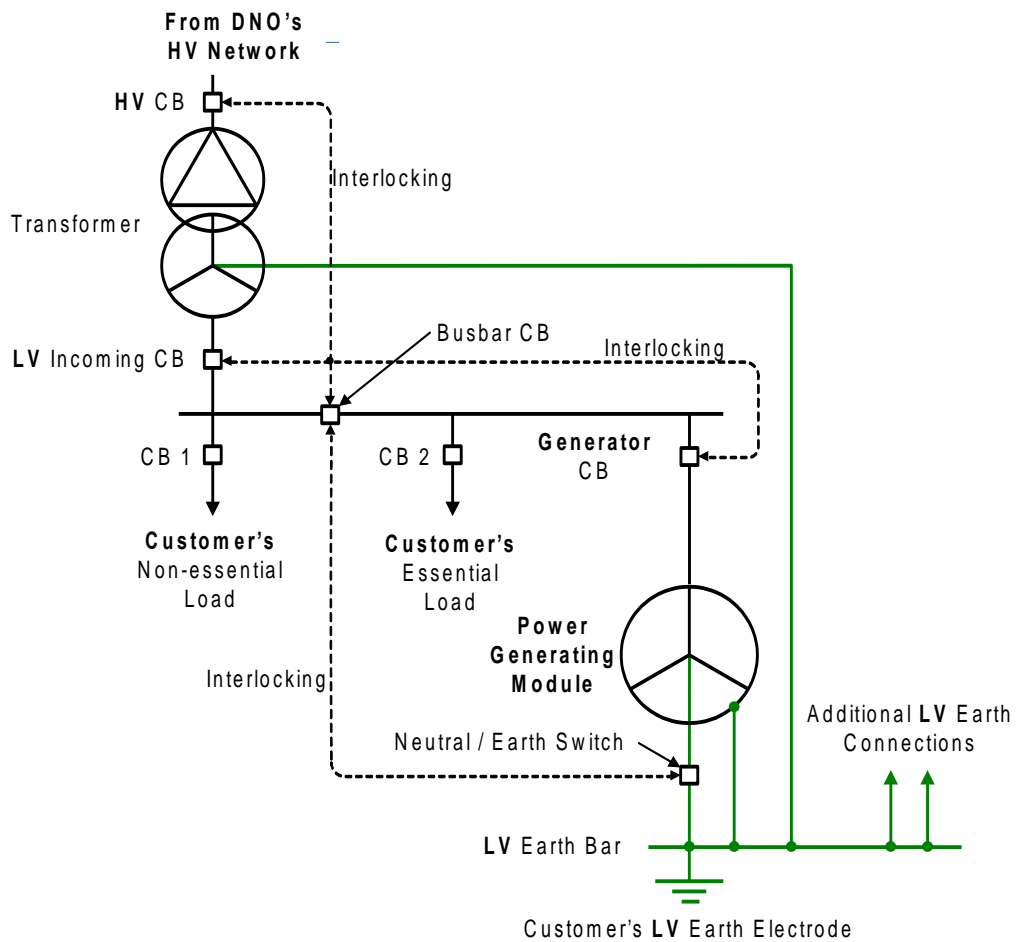 From DNO's
HV Network
HV CB
Interlocking
Transformer
Busbar CB
LV Incoming CB
Interlocking
CB 1
CB 2
Generator
CB
Customer's
Non-essential
Load
Customer's
Essential
Load
Power
Generating
Module
Interlocking
Additional LV Earth
Connections
Neutral / Earth Switch
LV Earth Bar
Customer's LV Earth Electrode